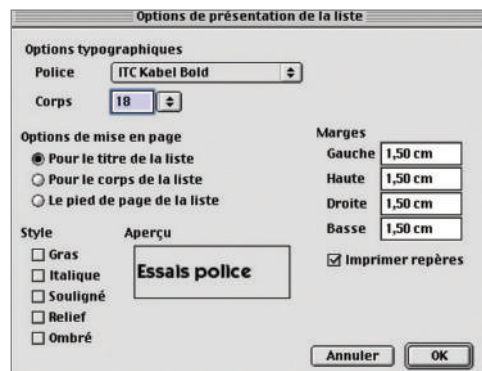 Options de présentation de la liste
Options typographiques
Police ITC Kabel Bold
Corps 18
Options de mise en page
Pour le titre de la liste
Pour le corps de la liste
Le pied de page de la liste
Marges
Gauche 1,50 cm
Haute 1,50 cm
Droite 1,50 cm
Basse 1,50 cm
Style
Gras
Italique
Souligné
Relief
Ombré
Aperçu
Essais police
Imprimer repères
Annuler
OK